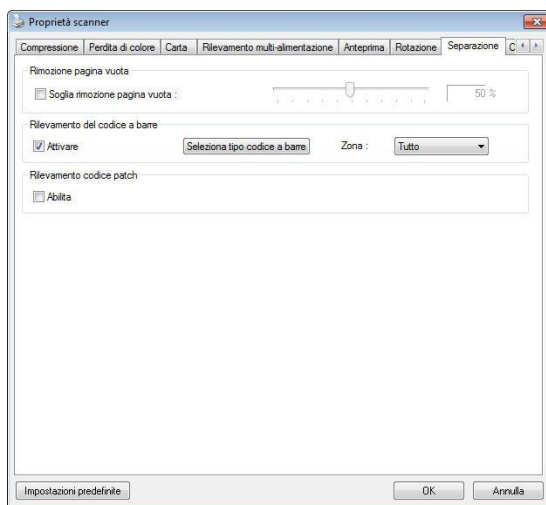 Proprietà scanner
Compressione Perdita di colore Carta Rilevamento multi-alimentazione Anteprima Rotazione Separazione C
Rimozione pagina vuota
Soglia rimozione pagina vuota : 50 %
Rilevamento del codice a barre
Attivare Seleziona tipo codice a barre Zona : Tutto
Rilevamento codice patch
Abilita
Impostazioni predefinite OK Annulla